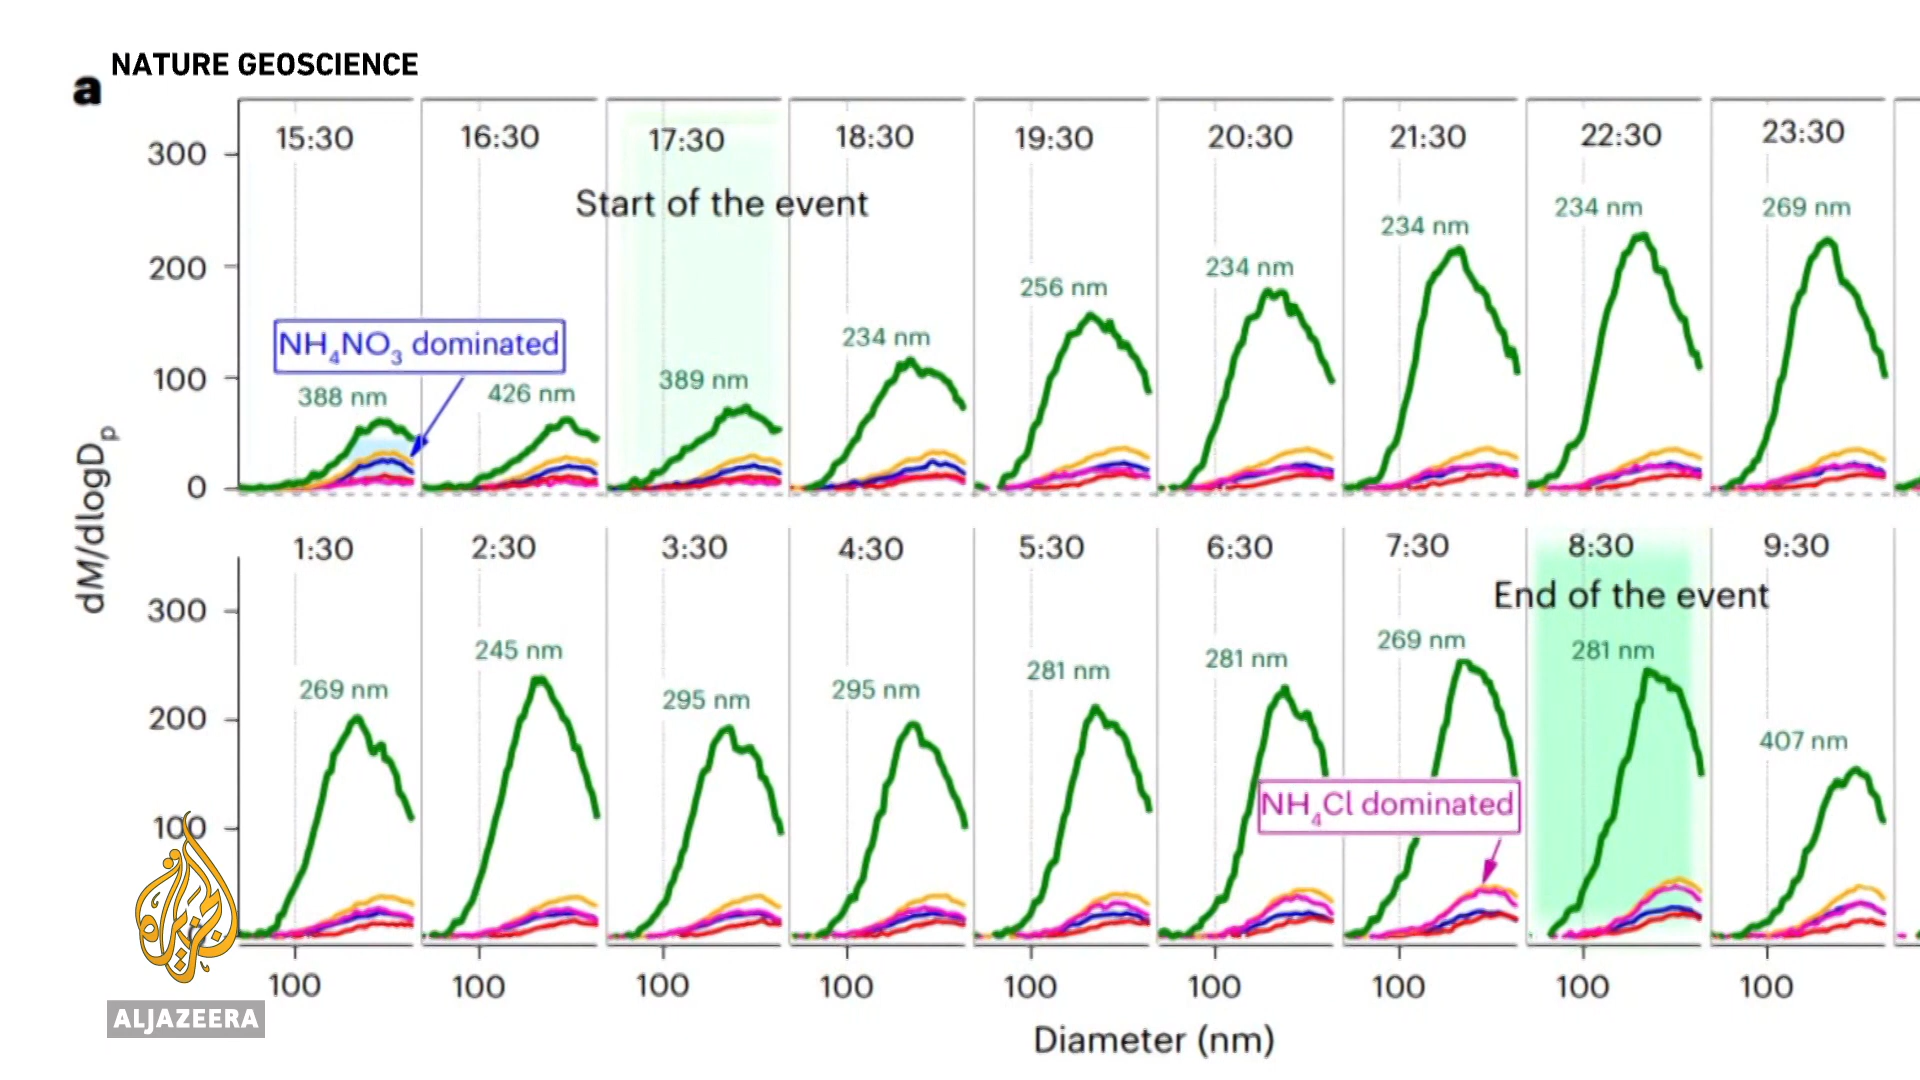 NATURE GEOSCIENCE
a
15:30 16:30 17:30 18:30 19:30 20:30 21:30 22:30 23:30
300
Start of the event
234 nm 234 nm 269 nm
200
256 nm 234 nm
NH₄NO₃ dominated
234 nm
100
388 nm 426 nm 389 nm
0
dM/dlogDₚ
1:30 2:30 3:30 4:30 5:30 6:30 7:30 8:30 9:30
End of the event
300
269 nm 245 nm 295 nm 295 nm 281 nm 281 nm 269 nm 281 nm 407 nm
200
NH₄Cl dominated
100
0
100 100 100 100 100 100 100 100 100
Diameter (nm)
الجزيرة
ALJAZEERA